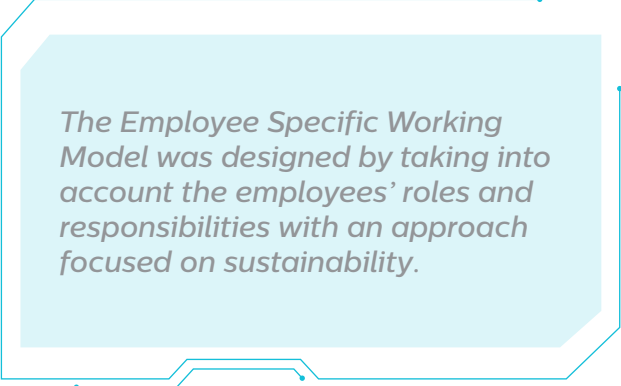 The Employee Specific Working
Model was designed by taking into
account the employees’ roles and
responsibilities with an approach
focused on sustainability.